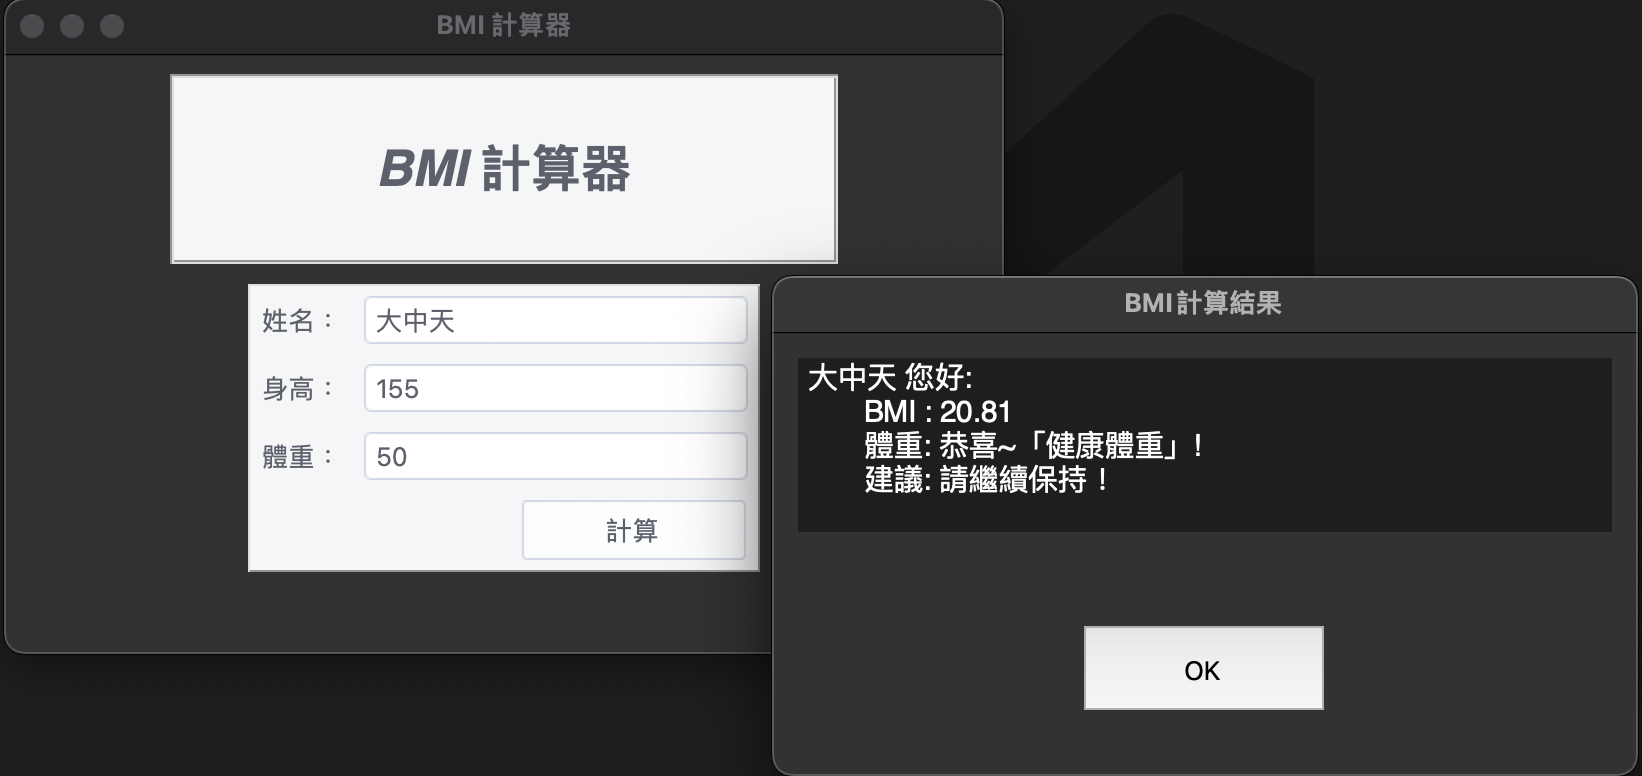 BMI 計算器
BMI 計算器
姓名： 大中天
身高： 155
體重： 50
計算
BMI計算結果
大中天 您好:
BMI : 20.81
體重: 恭喜~「健康體重」!
建議: 請繼續保持！
OK